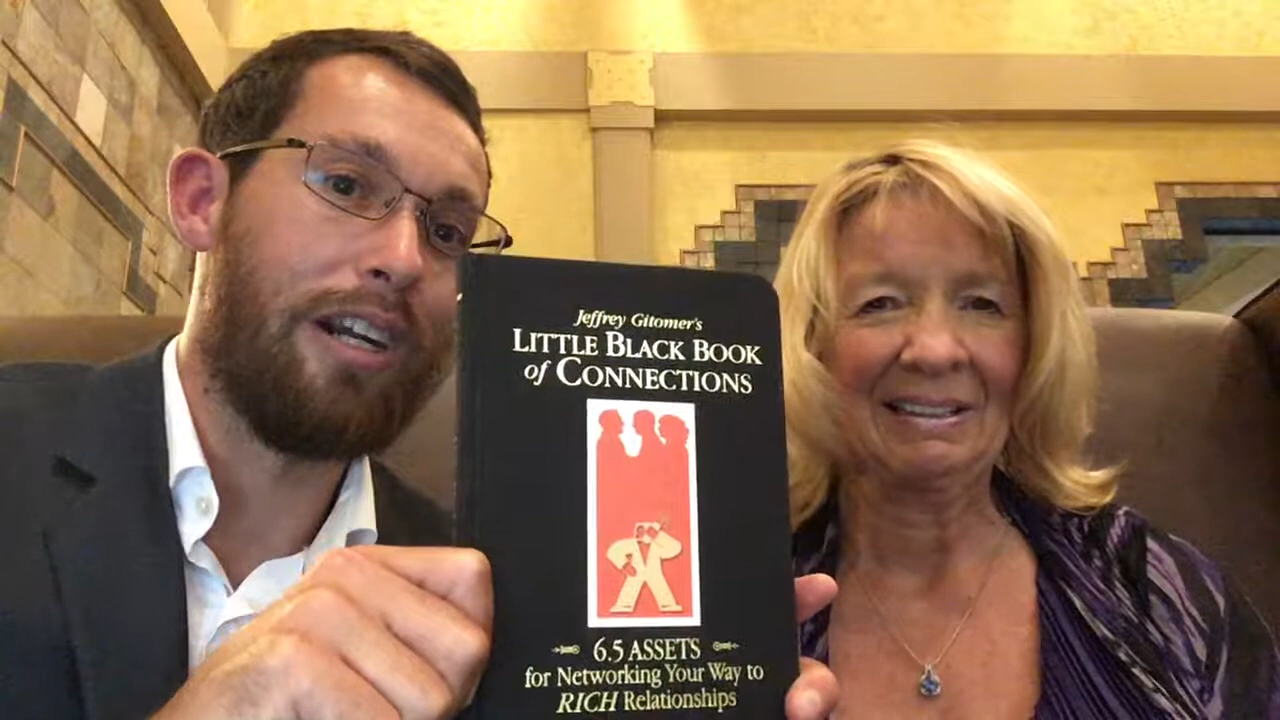 Jeffrey Gitomer's
LITTLE BLACK BOOK
of CONNECTIONS
6.5 ASSETS
for Networking Your Way to
RICH Relationships